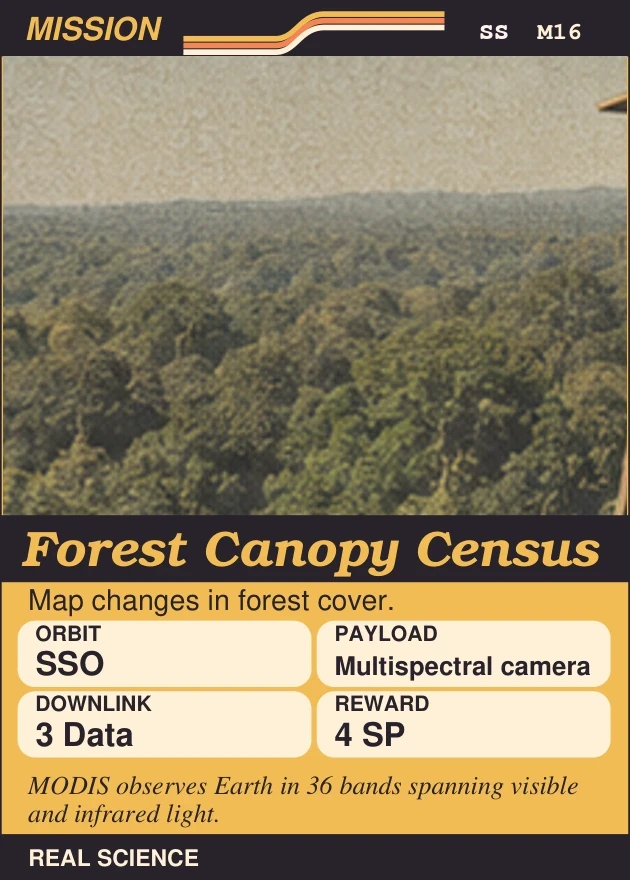 MISSION
SS M16
Forest Canopy Census
Map changes in forest cover.
ORBIT
SSO
PAYLOAD
Multispectral camera
DOWNLINK
3 Data
REWARD
4 SP
MODIS observes Earth in 36 bands spanning visible
and infrared light.
REAL SCIENCE